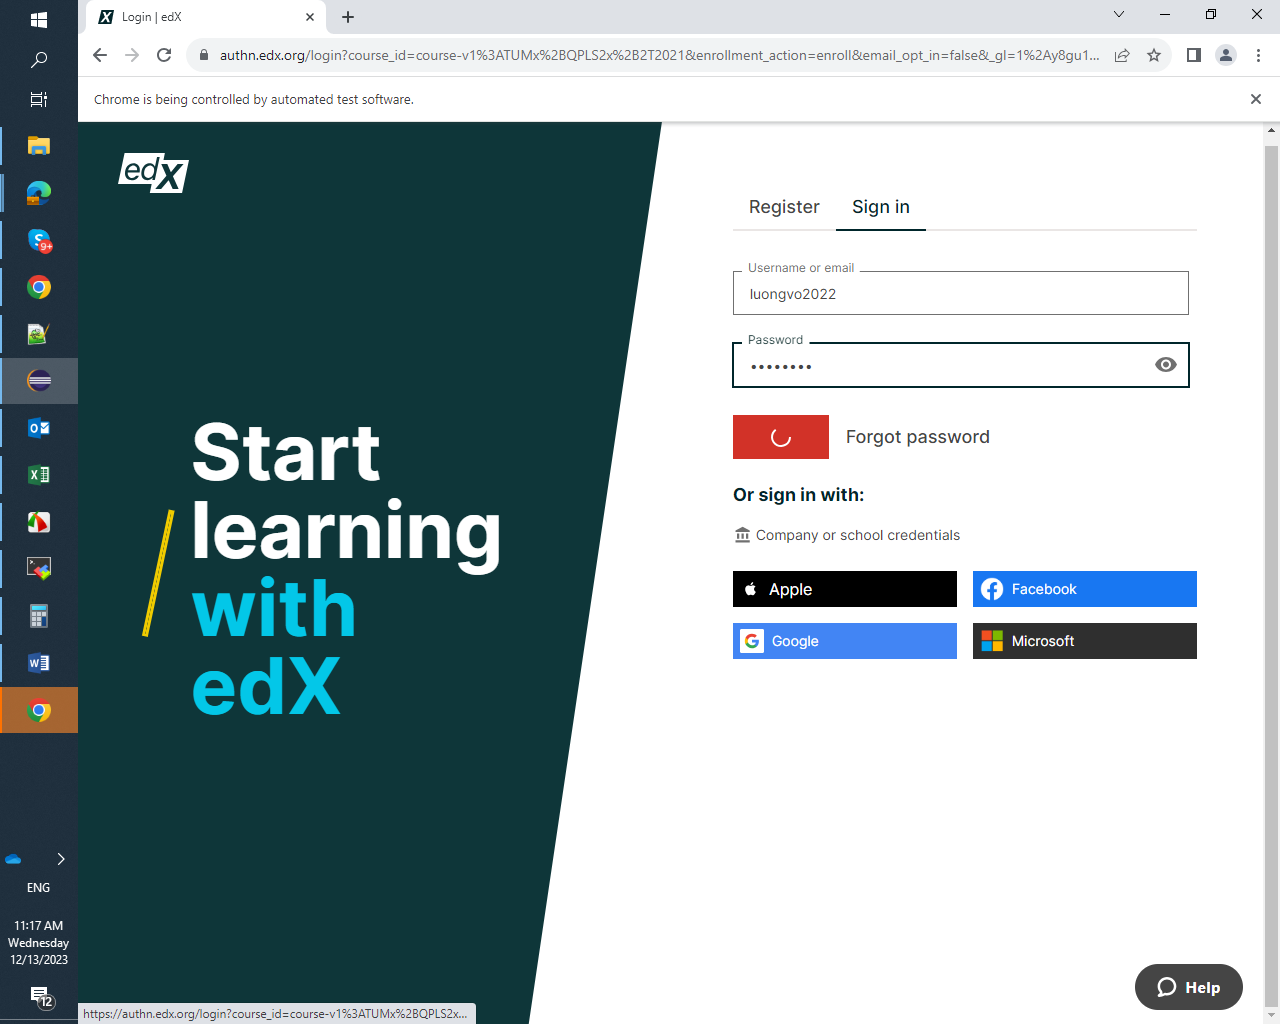 Login | edX
authn.edx.org/login?course_id=course-v1%3ATUMx%2BQPLS2x%2B2T2021&enrollment_action=enroll&email_opt_in=false&_gl=1%2Ay8gu1...
Chrome is being controlled by automated test software.
edX
Register
Sign in
Username or email
luongvo2022
Password
Forgot password
Or sign in with:
Company or school credentials
Apple
Facebook
Google
Microsoft
Start
learning
with
edX
9+
ENG
11:17 AM
Wednesday
12/13/2023
12
Help
https://authn.edx.org/login?course_id=course-v1%3ATUMx%2BQPLS2x...